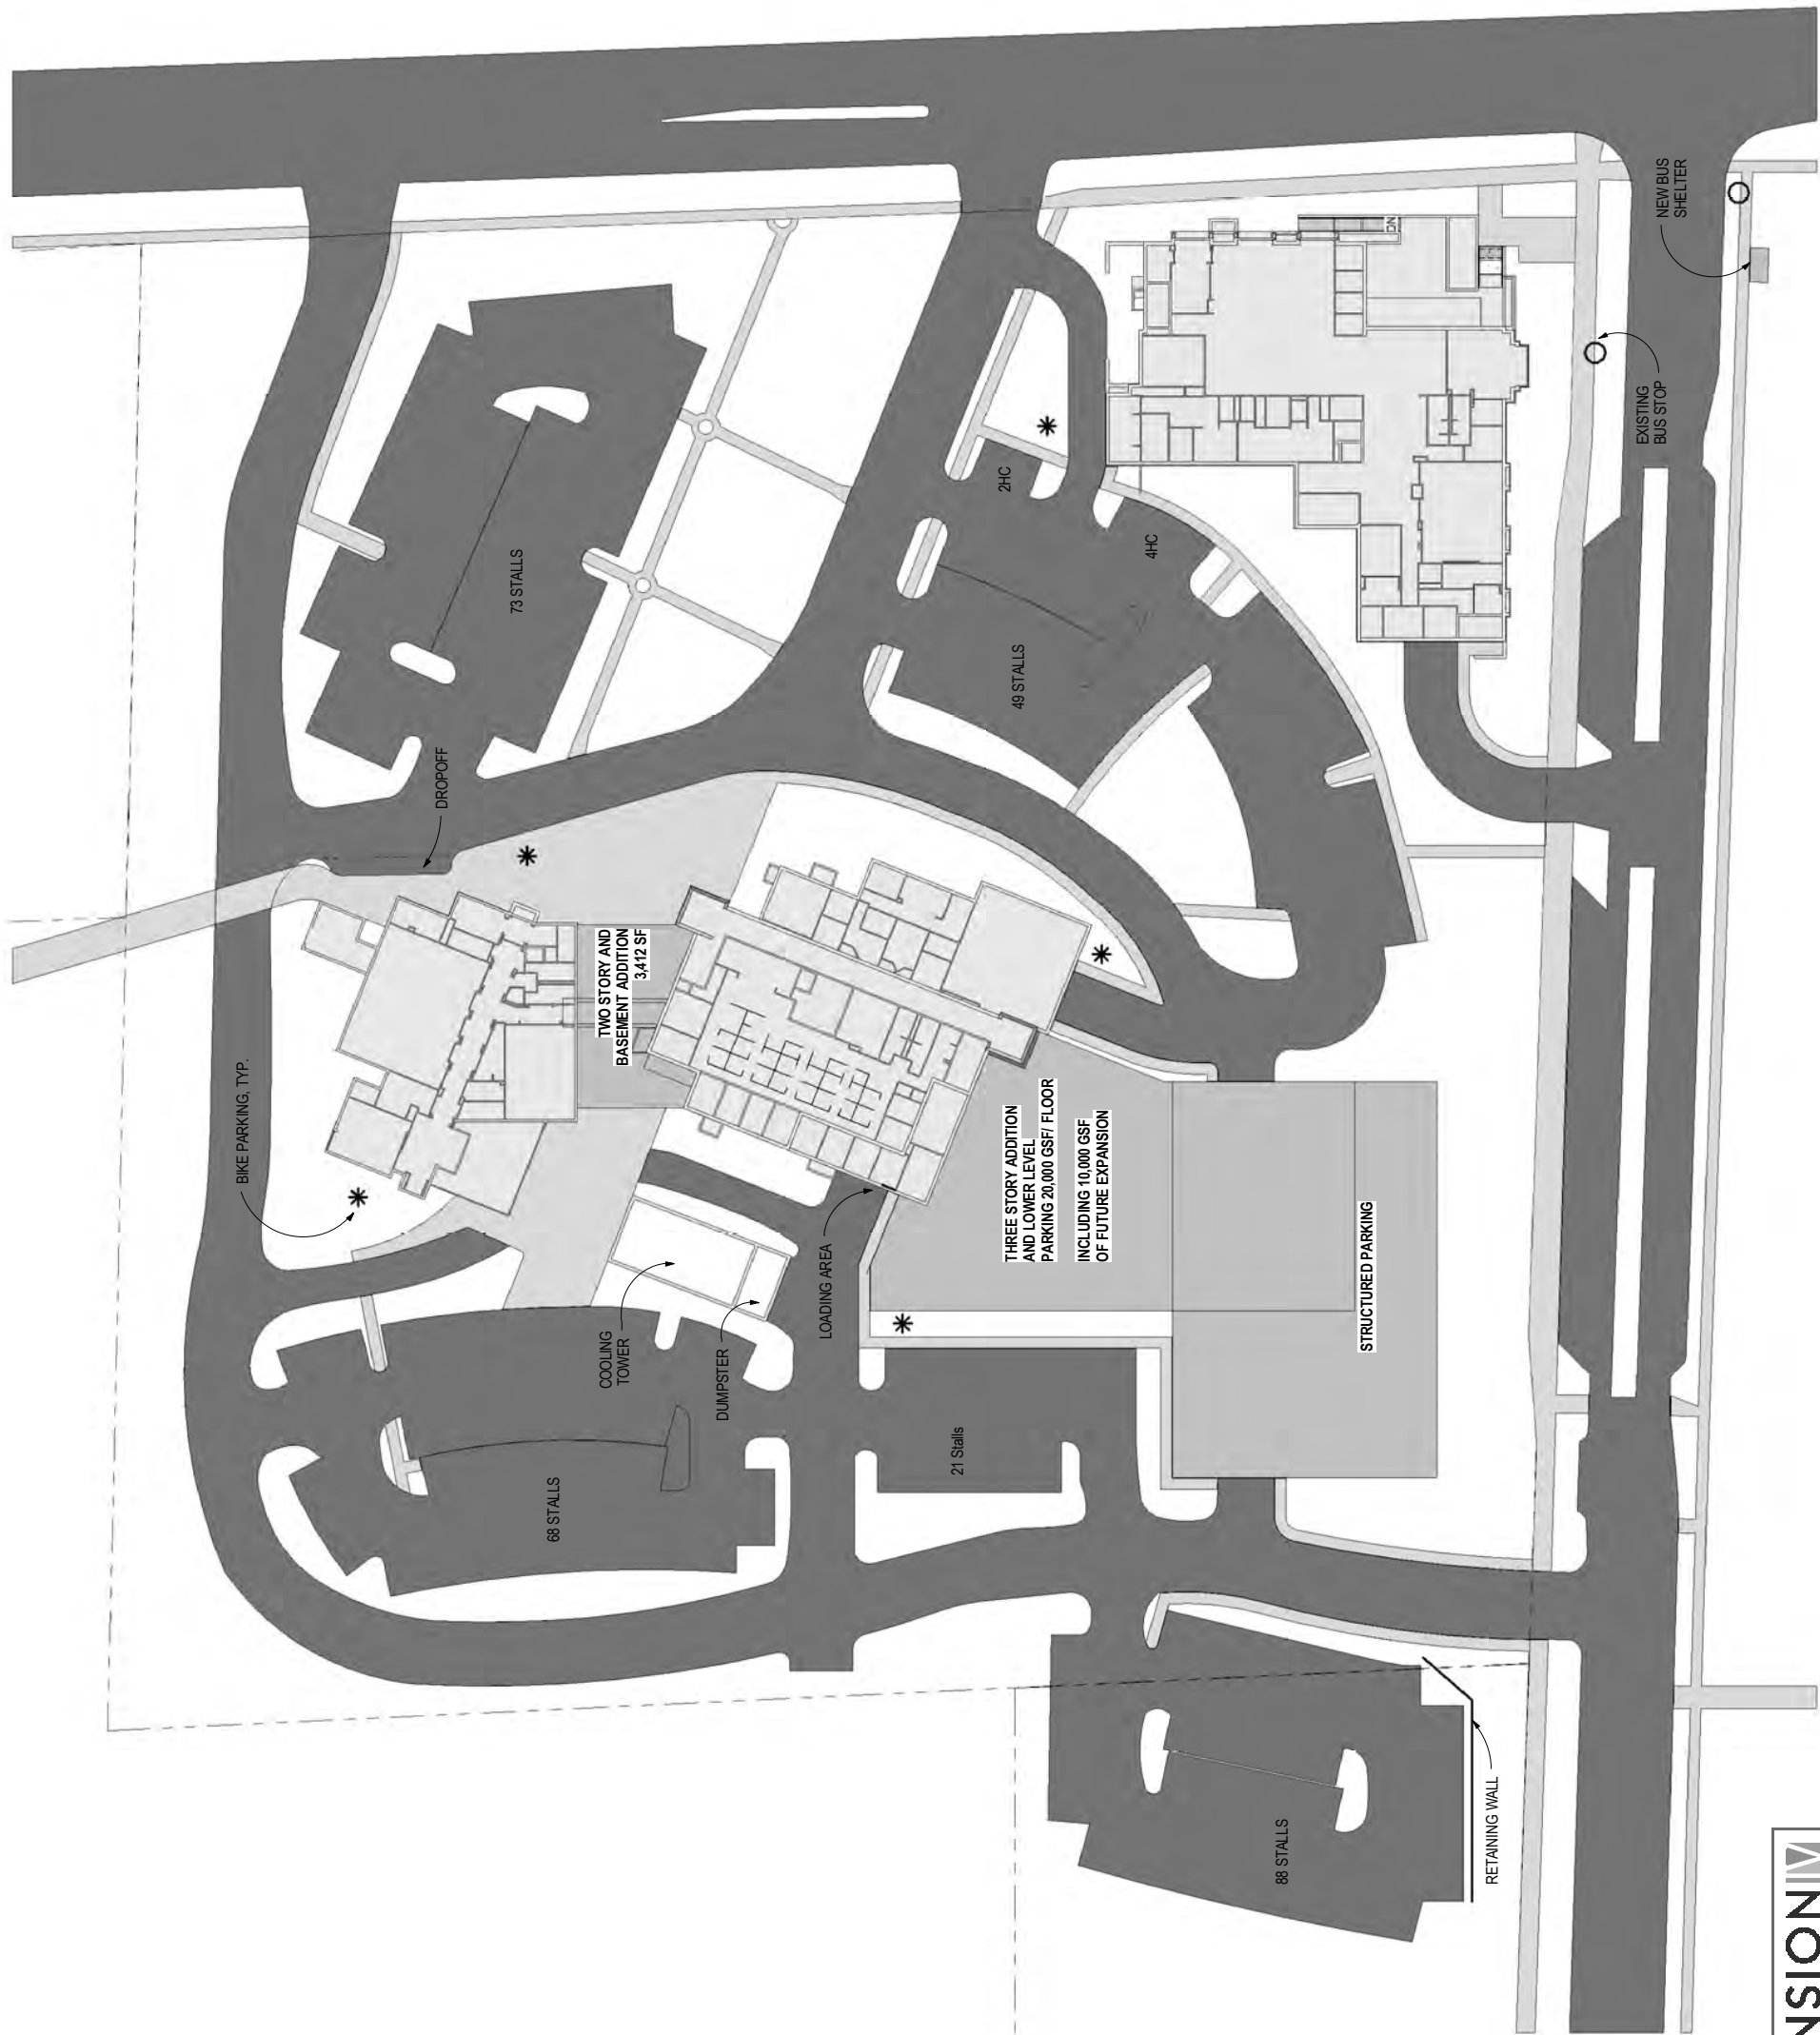 NEW BUS
SHELTER
EXISTING
BUS STOP
2HC
4HC
73 STALLS
49 STALLS
DROPOFF
TWO STORY AND
BASEMENT ADDITION
3,412 SF
BIKE PARKING, TYP.
THREE STORY ADDITION
AND LOWER LEVEL
PARKING 20,000 GSF/ FLOOR
INCLUDING 10,000 GSF
OF FUTURE EXPANSION
STRUCTURED PARKING
LOADING AREA
COOLING
TOWER
DUMPSTER
21 Stalls
68 STALLS
88 STALLS
RETAINING WALL
DN
NSION IV